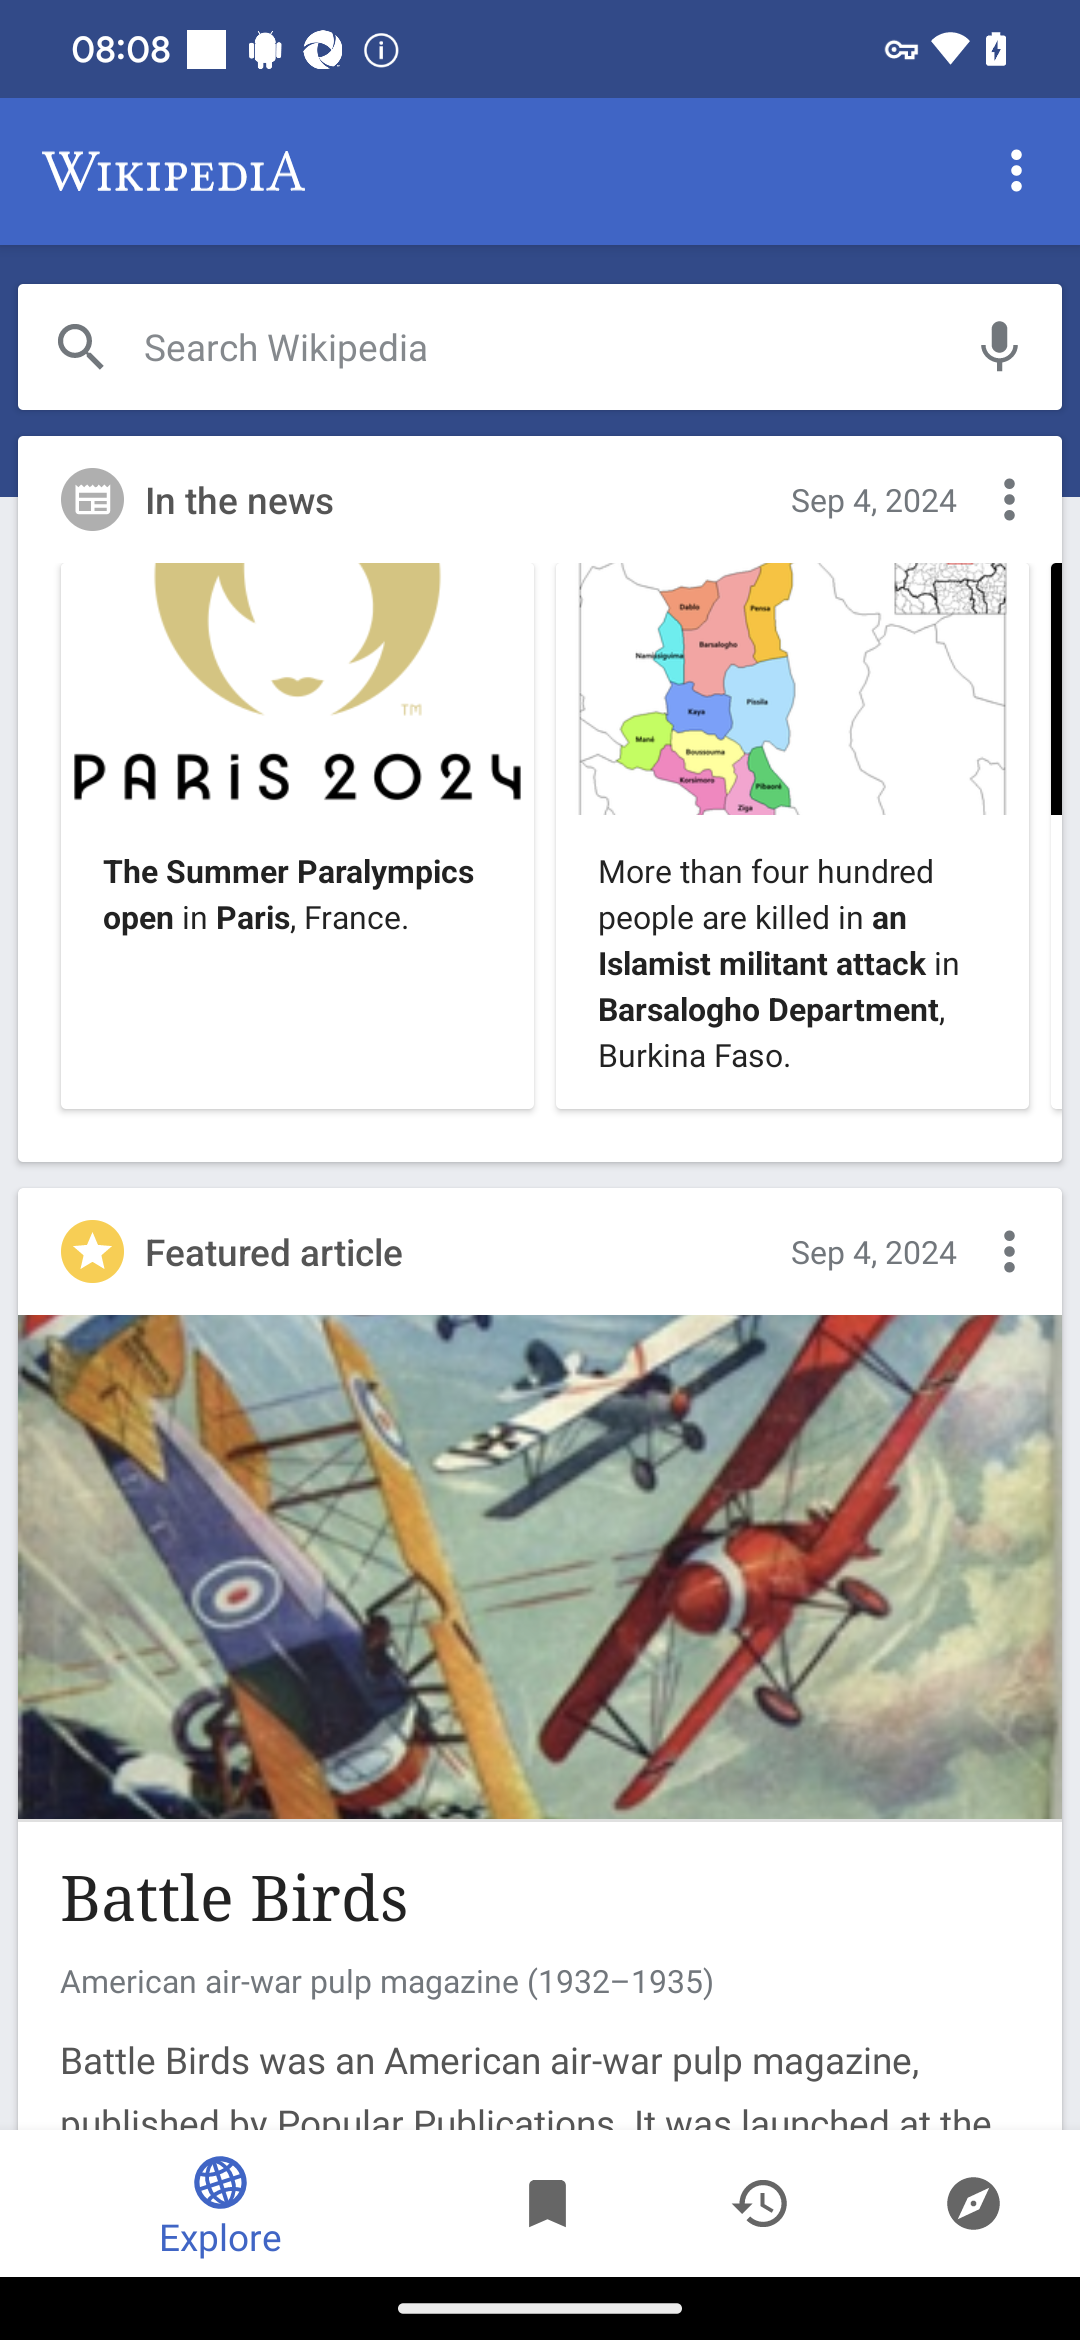 08:08
WIKIPEDIA
Search Wikipedia
In the news
Sep 4, 2024
TM
PARiS 2024
The Summer Paralympics
open in Paris, France.
Dablo
Pensa
Barsalogho
Namissiguima
Pissila
Kaya
Mané
Boussouma
Korsimoro
Pibaoré
Ziga
More than four hundred
people are killed in an
Islamist militant attack in
Barsalogho Department,
Burkina Faso.
Featured article
Sep 4, 2024
Battle Birds
American air-war pulp magazine (1932–1935)
Battle Birds was an American air-war pulp magazine,
published by Popular Publications. It was launched at the
Explore